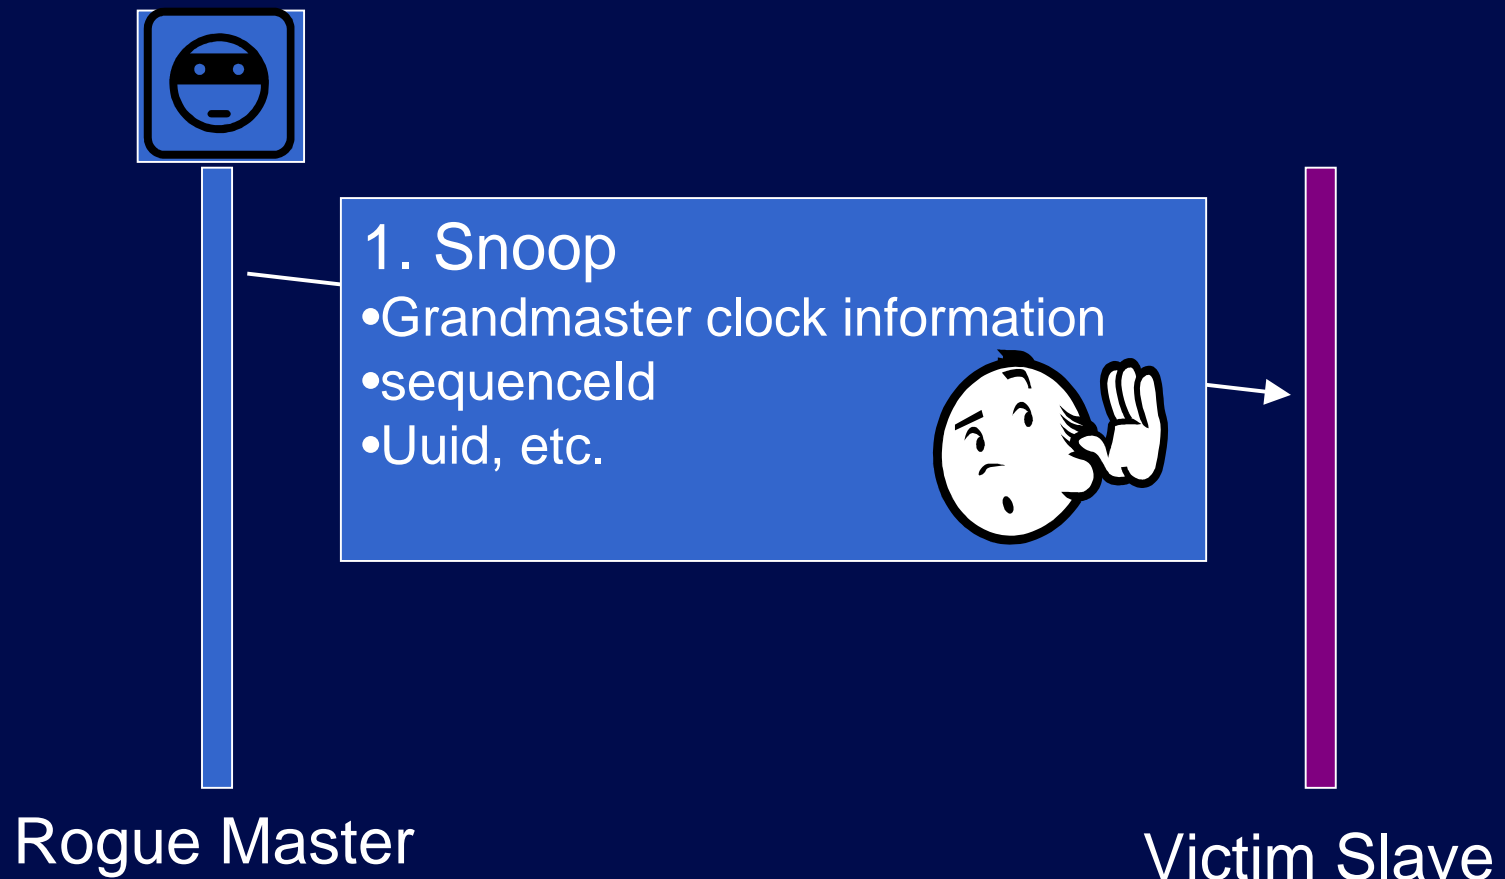 1. Snoop
•Grandmaster clock information
•sequenceId
•Uuid, etc.
Rogue Master
Victim Slave